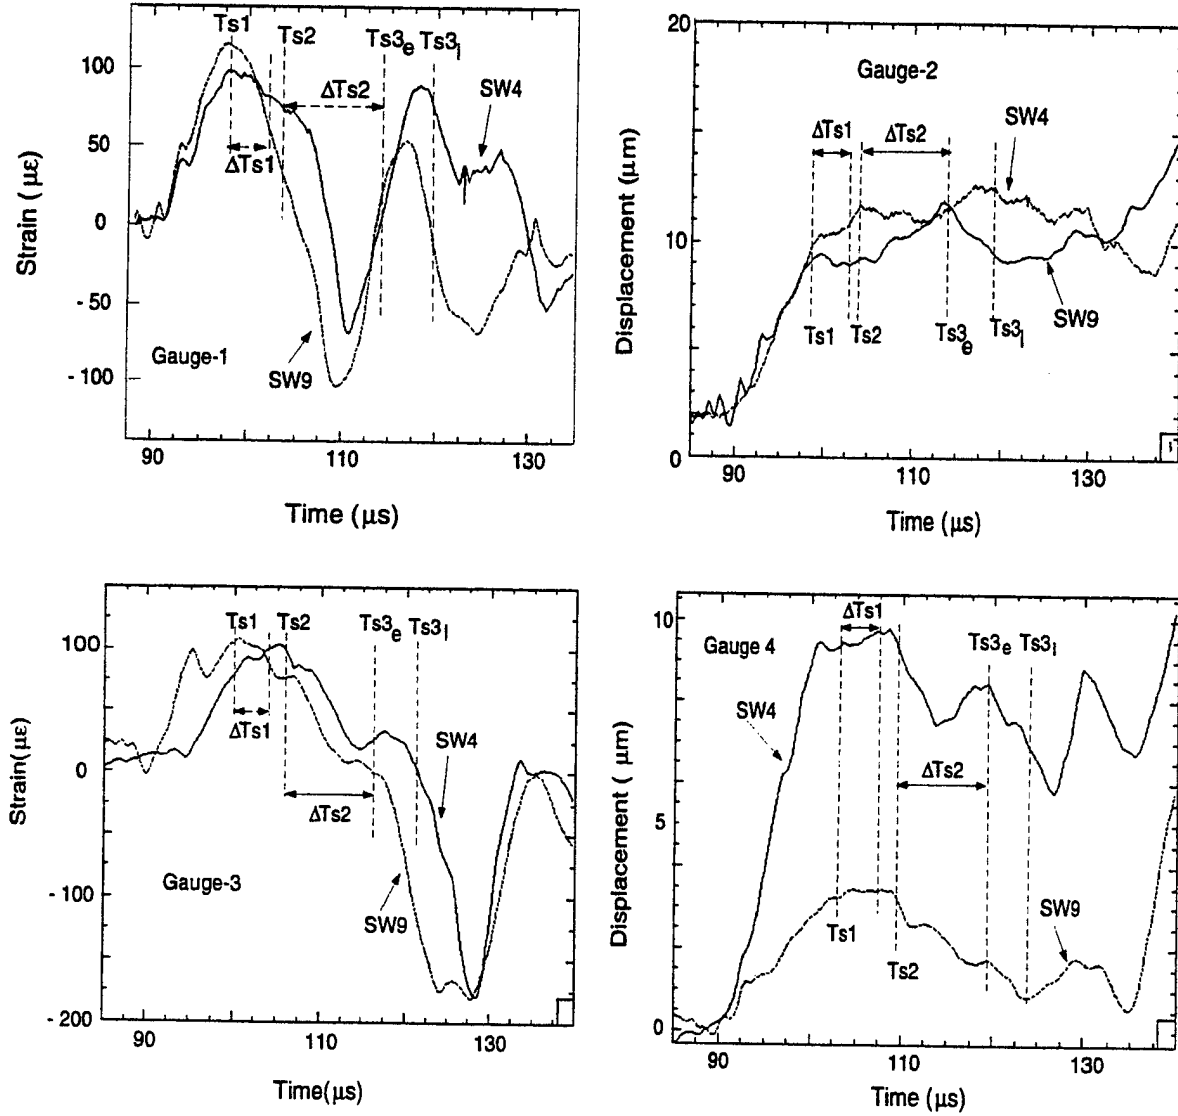 Ts1 Ts2 Ts3e Ts3l
100
ΔTs2
SW4
50
ΔTs1
0
- 50
- 100
Gauge-1
SW9
90 110 130
Strain ( με)
Time (μs)
20
Gauge-2
ΔTs1 ΔTs2
SW4
10
Ts1 Ts2 Ts3e Ts3l
SW9
0
90 110 130
Displacement (μm)
Time (μs)
Ts1 Ts2 Ts3e Ts3l
100
ΔTs1
SW4
0
ΔTs2
- 100
Gauge-3
SW9
- 200
90 110 130
Strain(με)
Time(μs)
10
ΔTs1
Gauge 4
Ts3e Ts3l
SW4
ΔTs2
5
SW9
Ts1
Ts2
0
90 110 130
Displacement ( μm)
Time (μs)